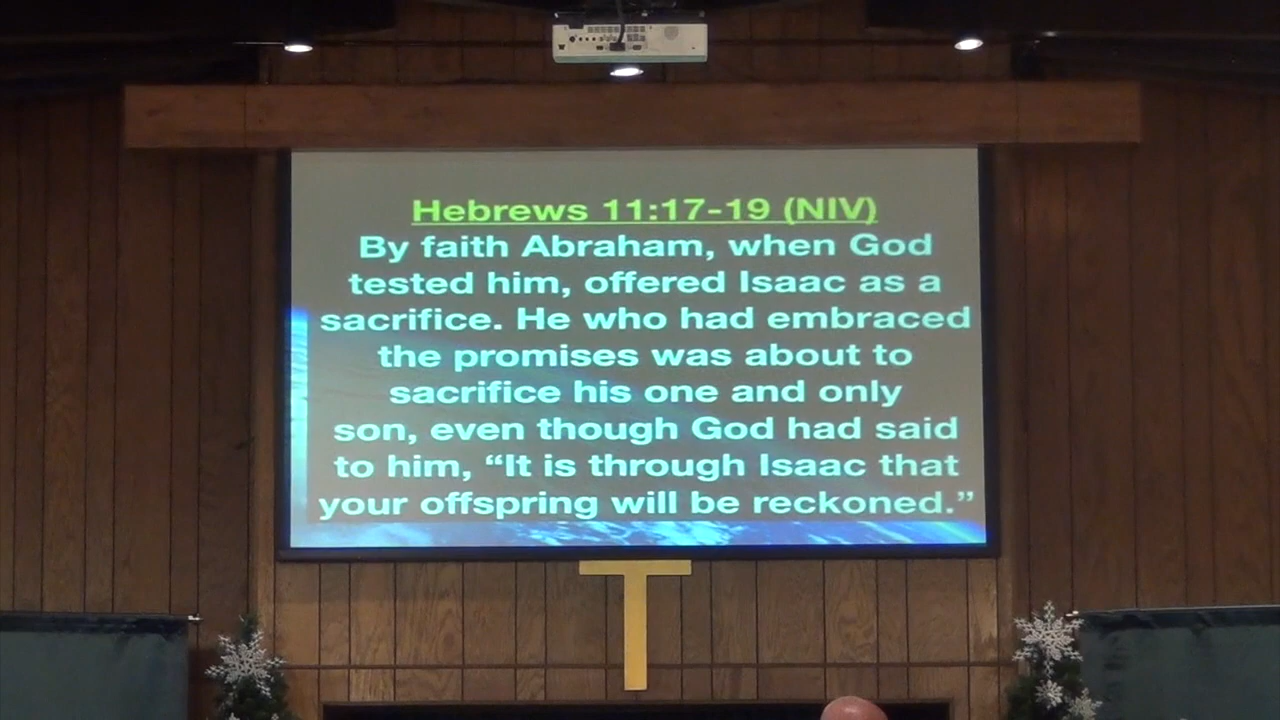 Hebrews 11:17-19 (NIV)
By faith Abraham, when God
tested him, offered Isaac as a
sacrifice. He who had embraced
the promises was about to
sacrifice his one and only
son, even though God had said
to him, “It is through Isaac that
your offspring will be reckoned.”